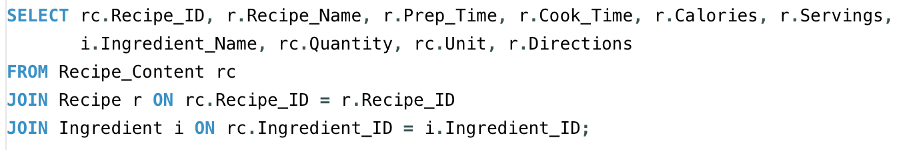 SELECT rc.Recipe_ID, r.Recipe_Name, r.Prep_Time, r.Cook_Time, r.Calories, r.Servings,
       i.Ingredient_Name, rc.Quantity, rc.Unit, r.Directions
FROM Recipe_Content rc
JOIN Recipe r ON rc.Recipe_ID = r.Recipe_ID
JOIN Ingredient i ON rc.Ingredient_ID = i.Ingredient_ID;